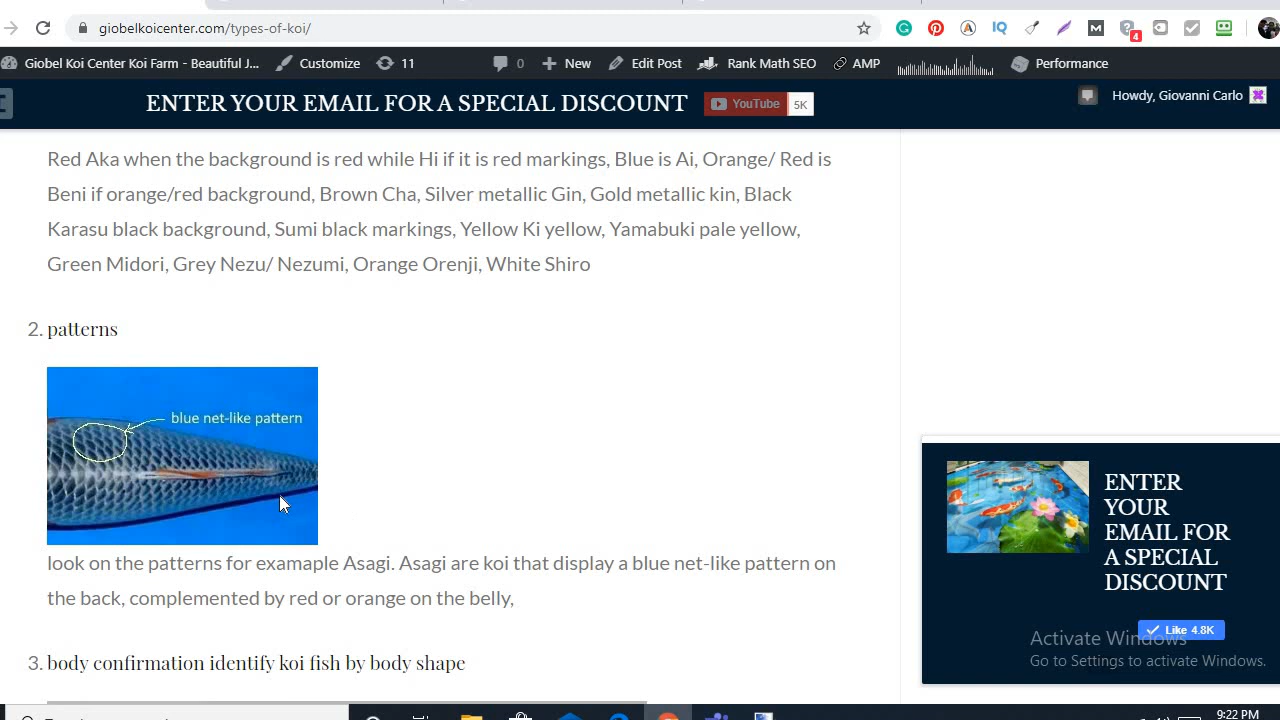 giobelkoicenter.com/types-of-koi/
4
Giobel Koi Center Koi Farm - Beautiful J... Customize 11 0 New Edit Post Rank Math SEO AMP Performance
ENTER YOUR EMAIL FOR A SPECIAL DISCOUNT YouTube 5K Howdy, Giovanni Carlo
Red Aka when the background is red while Hi if it is red markings, Blue is Ai, Orange/ Red is
Beni if orange/red background, Brown Cha, Silver metallic Gin, Gold metallic kin, Black
Karasu black background, Sumi black markings, Yellow Ki yellow, Yamabuki pale yellow,
Green Midori, Grey Nezu/ Nezumi, Orange Orenji, White Shiro
2. patterns
blue net-like pattern
look on the patterns for examaple Asagi. Asagi are koi that display a blue net-like pattern on
the back, complemented by red or orange on the belly,
3. body confirmation identify koi fish by body shape
ENTER
YOUR
EMAIL FOR
A SPECIAL
DISCOUNT
Like 4.8K
Activate Windows
Go to Settings to activate Windows.
9:22 PM